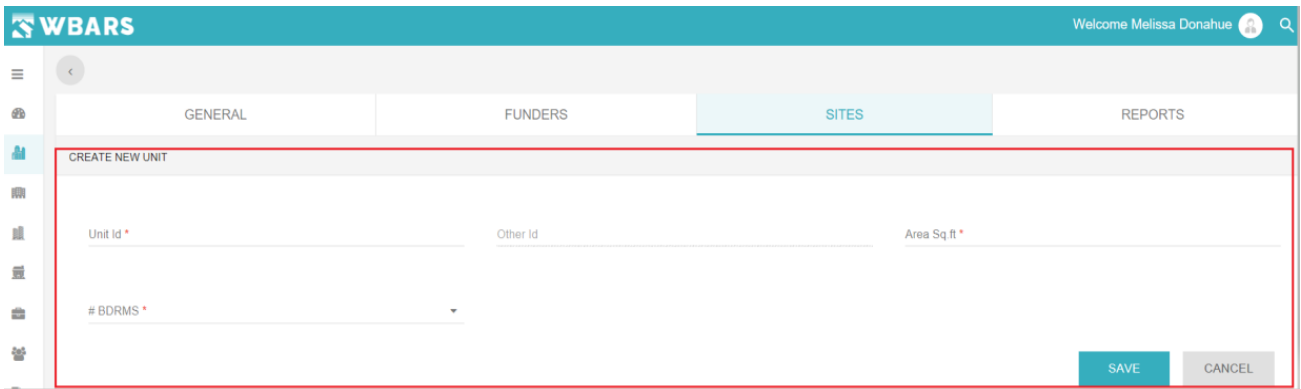 WBARS
Welcome Melissa Donahue
GENERAL FUNDERS SITES REPORTS
CREATE NEW UNIT
Unit Id * Other Id Area Sq.ft *
# BDRMS *
SAVE CANCEL